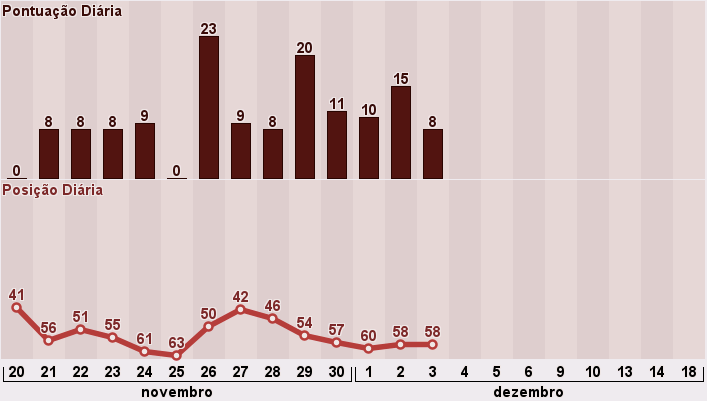 Pontuação Diária
0 8 8 8 9 0 23 9 8 20 11 10 15 8
Posição Diária
41 56 51 55 61 63 50 42 46 54 57 60 58 58
20 21 22 23 24 25 26 27 28 29 30 1 2 3 4 5 6 9 10 13 14 18
novembro dezembro